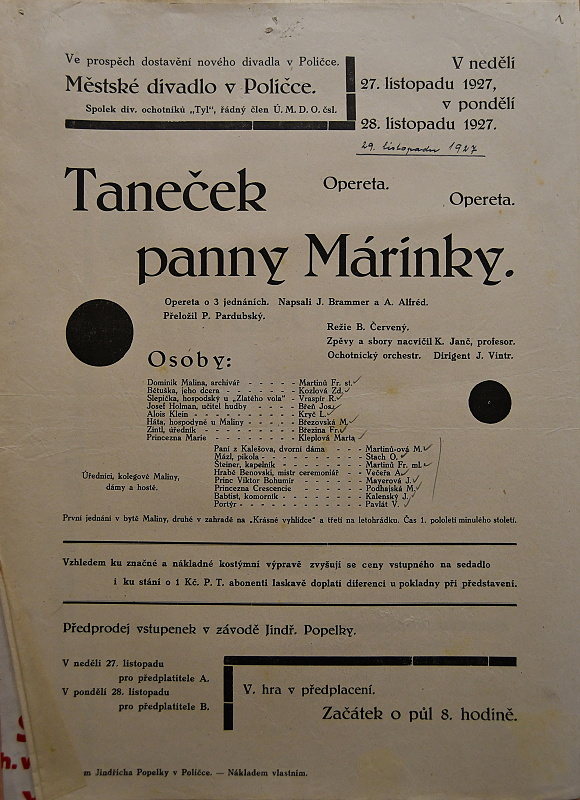 Ve prospěch dostavění nového divadla v Poličce.
Městské divadlo v Poličce.
Spolek div. ochotníků „Tyl“, řádný člen Ú. M. D. O. čsl.
V neděli
27. listopadu 1927,
v pondělí
28. listopadu 1927.
29. listopadu 1927
Taneček
Opereta.
Opereta.
panny Márinky.
Opereta o 3 jednáních. Napsali J. Brammer a A. Alfréd.
Přeložil P. Pardubský.
Režie B. Červený.
Zpěvy a sbory nacvičil K. Janč, profesor.
Ochotnický orchestr. Dirigent J. Vintr.
Osoby:
Dominik Malina, archivář - - - - - Martinů Fr. st.
Bětuška, jeho dcera - - - - - Kozlová Zd.
Slepička, hospodský u „Zlatého vola“ - - Vraspír R.
Josef Holman, učitel hudby - - - - - Břeň Jos.
Alois Klein - - - - - Kryč L.
Háta, hospodyně u Maliny - - - - - Březovská M.
Zintl, úředník - - - - - Březina Fr.
Princezna Marie - - - - - Kleplová Marta
Paní z Kalešova, dvorní dáma - - - - Martinů-ová M.
Mázl, pikola - - - - - Stach O.
Steiner, kapelník - - - - - Martinů Fr. ml.
Hrabě Benovski, mistr ceremoniář - - Večeřa A.
Princ Viktor Bohumír - - - - - Mayerová J.
Princezna Crescencie - - - - - Podhajská M.
Babtist, komorník - - - - - Kalenský J.
Portýr - - - - - Pavlát V.
Úředníci, kolegové Maliny,
dámy a hosté.
První jednání v bytě Maliny, druhé v zahradě na „Krásné vyhlídce“ a třetí na letohrádku. Čas 1. pololetí minulého století.
Vzhledem ku značné a nákladné kostýmní výpravě zvyšují se ceny vstupného na sedadlo
i ku stání o 1 Kč. P. T. abonenti laskavě doplatí diferenci u pokladny při představení.
Předprodej vstupenek v závodě Jindř. Popelky.
V neděli 27. listopadu
pro předplatitele A.
V pondělí 28. listopadu
pro předplatitele B.
V. hra v předplacení.
Začátek o půl 8. hodině.
m Jindřicha Popelky v Poličce. — Nákladem vlastním.